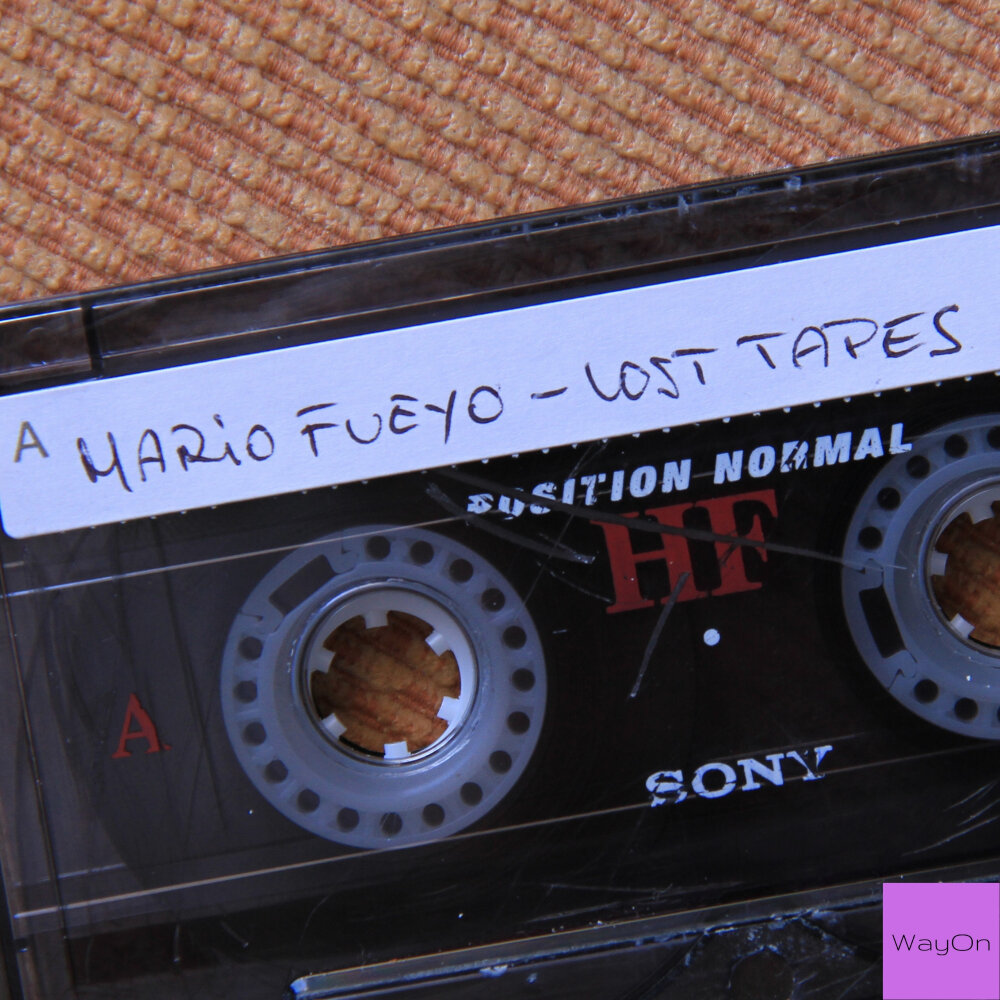 A MARiO FUEYO - LOST TAPES
POSITION NORMAL
HF
A
SONY
WayOn